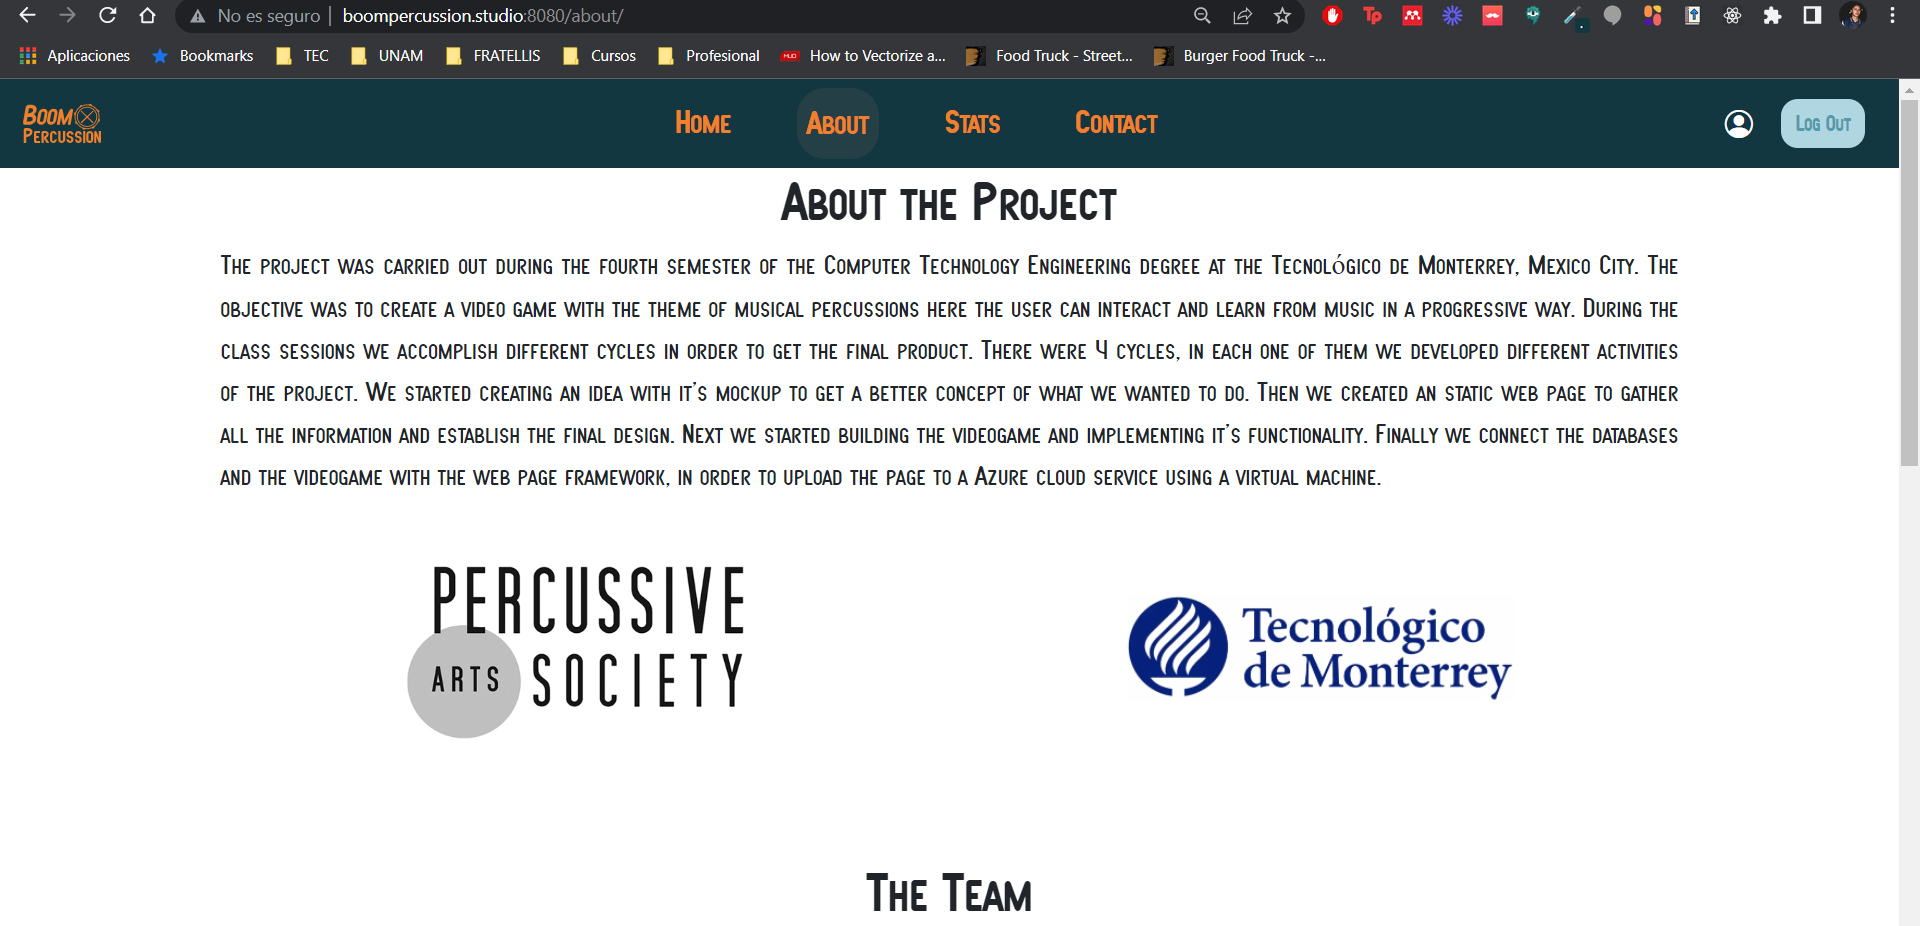 No es seguro | boompercussion.studio:8080/about/
Aplicaciones Bookmarks TEC UNAM FRATELLIS Cursos Profesional How to Vectorize a... Food Truck - Street... Burger Food Truck -...
Boom
Percussion
Home About Stats Contact Log Out
About the Project
The project was carried out during the fourth semester of the Computer Technology Engineering degree at the Tecnológico de Monterrey, Mexico City. The
objective was to create a video game with the theme of musical percussions here the user can interact and learn from music in a progressive way. During the
class sessions we accomplish different cycles in order to get the final product. There were 4 cycles, in each one of them we developed different activities
of the project. We started creating an idea with it's mockup to get a better concept of what we wanted to do. Then we created an static web page to gather
all the information and establish the final design. Next we started building the videogame and implementing it's functionality. Finally we connect the databases
and the videogame with the web page framework, in order to upload the page to a Azure cloud service using a virtual machine.
PERCUSSIVE
ARTS SOCIETY
Tecnológico
de Monterrey
The Team